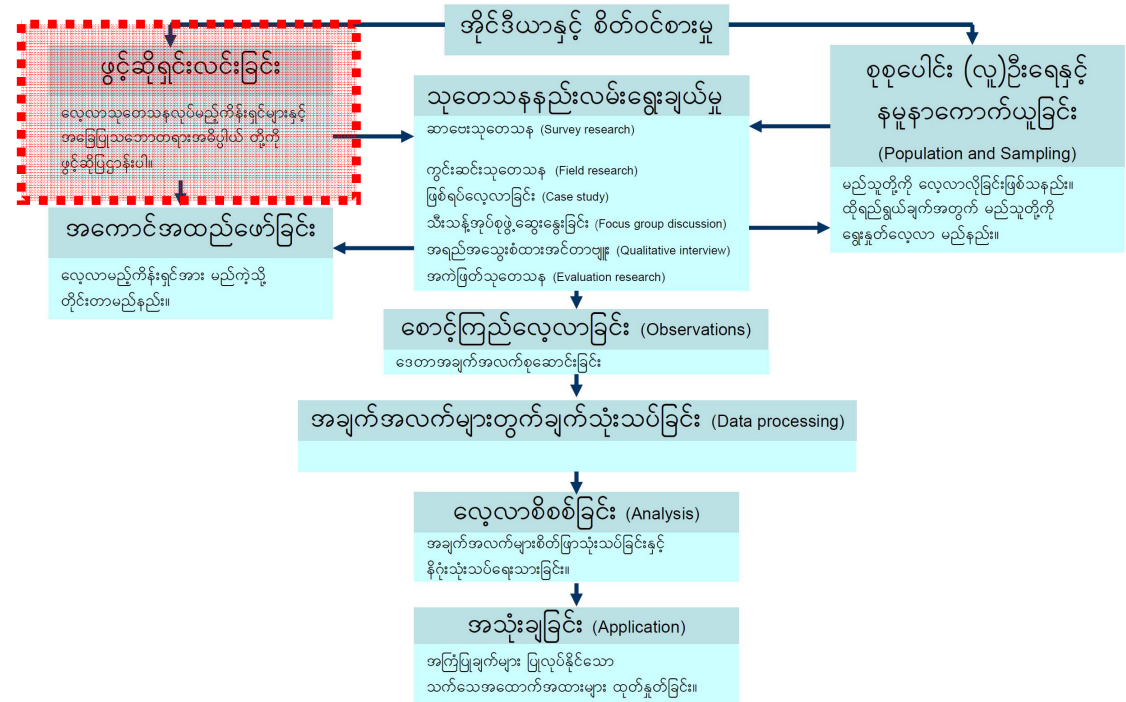 အိုင်ဒီယာနှင့် စိတ်ဝင်စားမှု
ဖွင့်ဆိုရှင်းလင်းခြင်း
လေ့လာသုတေသနလုပ်မည့်ကိန်းရှင်များနှင့်
အခြေပြုသဘောတရားအဓိပ္ပါယ် တို့ကို
ဖွင့်ဆိုပြဌာန်းပါ။
စုစုပေါင်း (လူ)ဦးရေနှင့်
နမူနာကောက်ယူခြင်း
(Population and Sampling)
မည်သူတို့ကို လေ့လာလိုခြင်းဖြစ်သနည်း။
ထိုရည်ရွယ်ချက်အတွက် မည်သူတို့ကို
ရွေးနှုတ်လေ့လာ မည်နည်း။
သုတေသနနည်းလမ်းရွေးချယ်မှု
ဆာဗေးသုတေသန (Survey research)
ကွင်းဆင်းသုတေသန (Field research)
ဖြစ်ရပ်လေ့လာခြင်း (Case study)
သီးသန့်အုပ်စုဖွဲ့ဆွေးနွေးခြင်း (Focus group discussion)
အရည်အသွေးစံထားအင်တာဗျူး (Qualitative interview)
အကဲဖြတ်သုတေသန (Evaluation research)
အကောင်အထည်ဖော်ခြင်း
လေ့လာမည့်ကိန်းရှင်အား မည်ကဲ့သို့
တိုင်းတာမည်နည်း။
စောင့်ကြည်လေ့လာခြင်း (Observations)
ဒေတာအချက်အလက်စုဆောင်းခြင်း
အချက်အလက်များတွက်ချက်သုံးသပ်ခြင်း (Data processing)
လေ့လာစိစစ်ခြင်း (Analysis)
အချက်အလက်များစိတ်ဖြာသုံးသပ်ခြင်းနှင့်
နိဂုံးသုံးသပ်ရေးသားခြင်း။
အသုံးချခြင်း (Application)
အကြံပြုချက်များ ပြုလုပ်နိုင်သော
သက်သေအထောက်အထားများ ထုတ်နှုတ်ခြင်း။